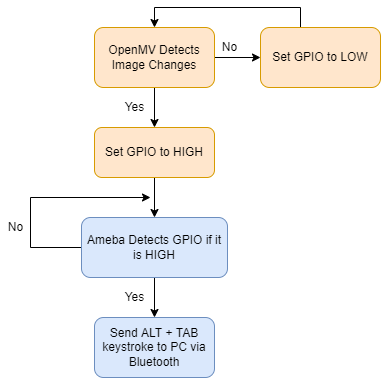 OpenMV Detects
Image Changes
No
Set GPIO to LOW
Yes
Set GPIO to HIGH
No
Ameba Detects GPIO if it
is HIGH
Yes
Send ALT + TAB
keystroke to PC via
Bluetooth